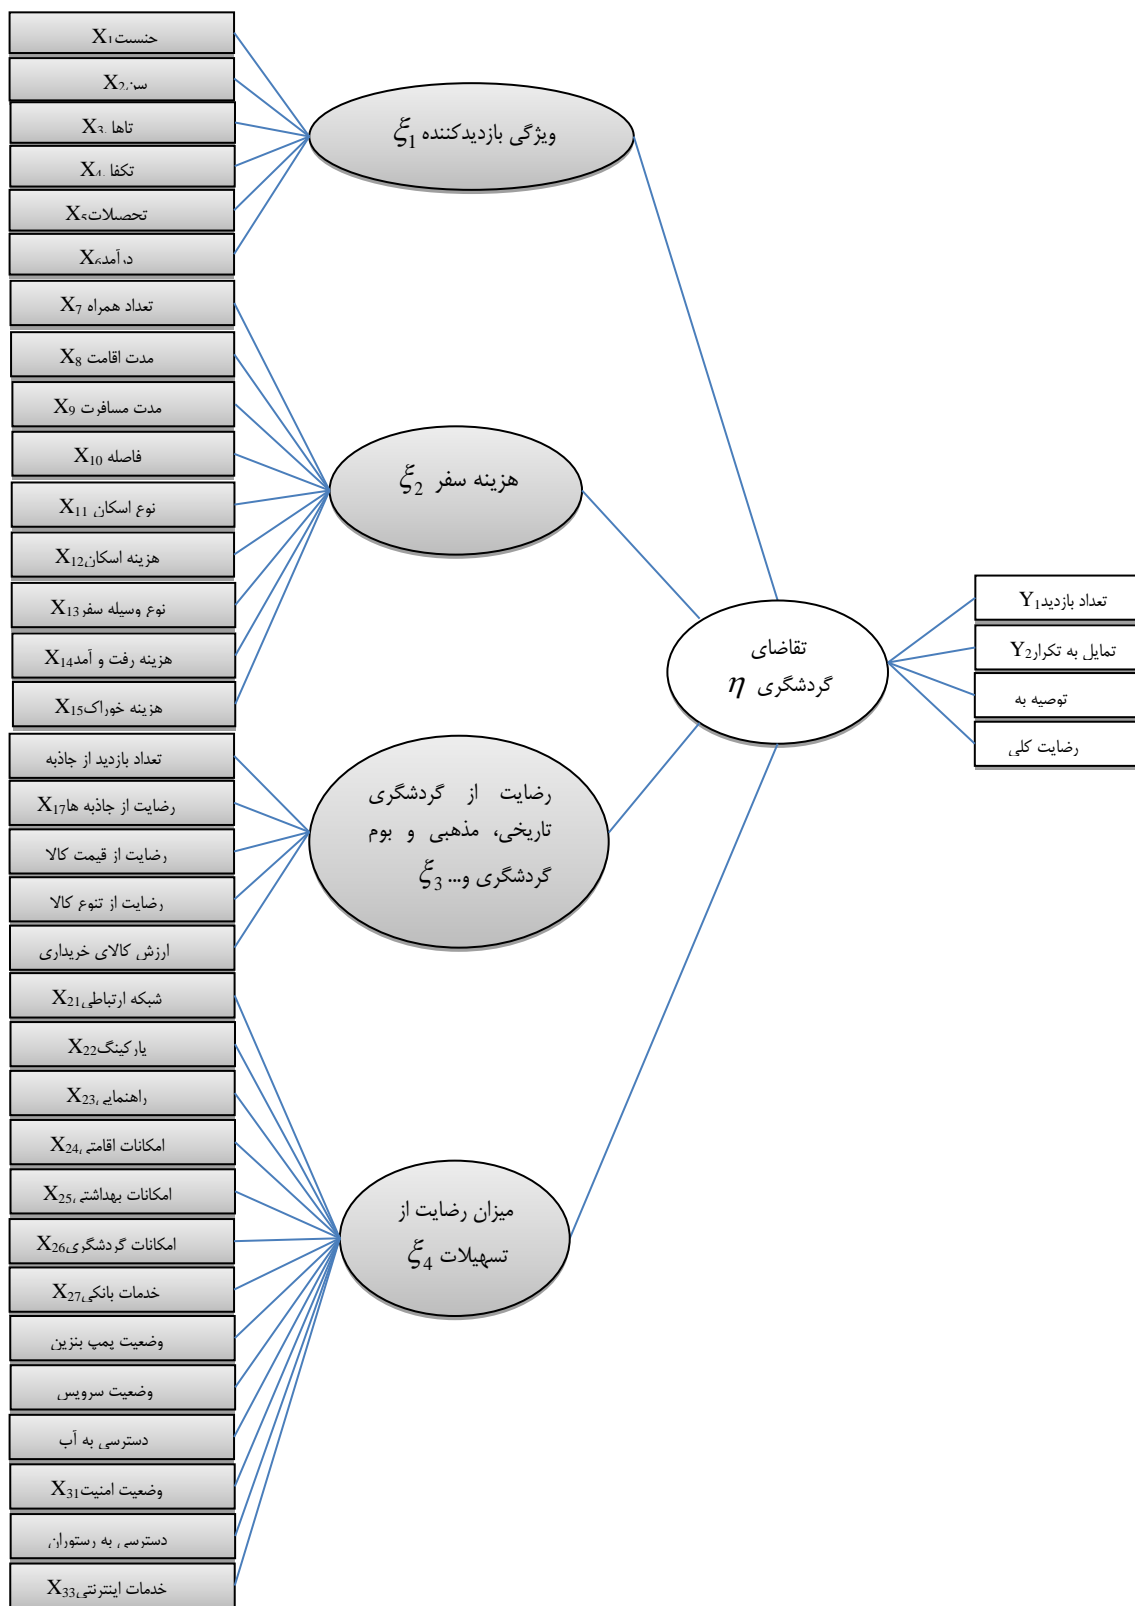 جنسیت X1
سن X2
تاها X3
تکفا X4
تحصیلات X5
درآمد X6
تعداد همراه X7
مدت اقامت X8
مدت مسافرت X9
فاصله X10
نوع اسکان X11
هزینه اسکان X12
نوع وسیله سفر X13
هزینه رفت و آمد X14
هزینه خوراک X15
تعداد بازدید از جاذبه
رضایت از جاذبه ها X17
رضایت از قیمت کالا
رضایت از تنوع کالا
ارزش کالای خریداری
شبکه ارتباطی X21
پارکینگ X22
راهنمایی، X23
امکانات اقامتی، X24
امکانات بهداشتی، X25
امکانات گردشگری X26
خدمات بانکی X27
وضعیت پمپ بنزین
وضعیت سرویس
دسترسی به آب
وضعیت امنیت X31
دسترسی به رستوران
خدمات اینترنتی X33
ویژگی بازدیدکننده ξ1
هزینه سفر ξ2
رضایت از گردشگری
تاریخی، مذهبی و بوم
گردشگری و... ξ3
میزان رضایت از
تسهیلات ξ4
تقاضای
گردشگری η
تعداد بازدید Y1
تمایل به تکرار Y2
توصیه به
رضایت کلی